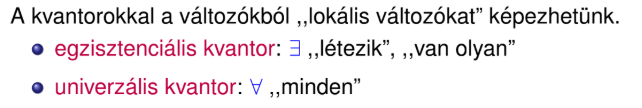 A kvantorokkal a változókból ,,lokális változókat” képezhetünk.
egzisztenciális kvantor: ∃ ,,létezik”, ,,van olyan”
univerzális kvantor: ∀ ,,minden”